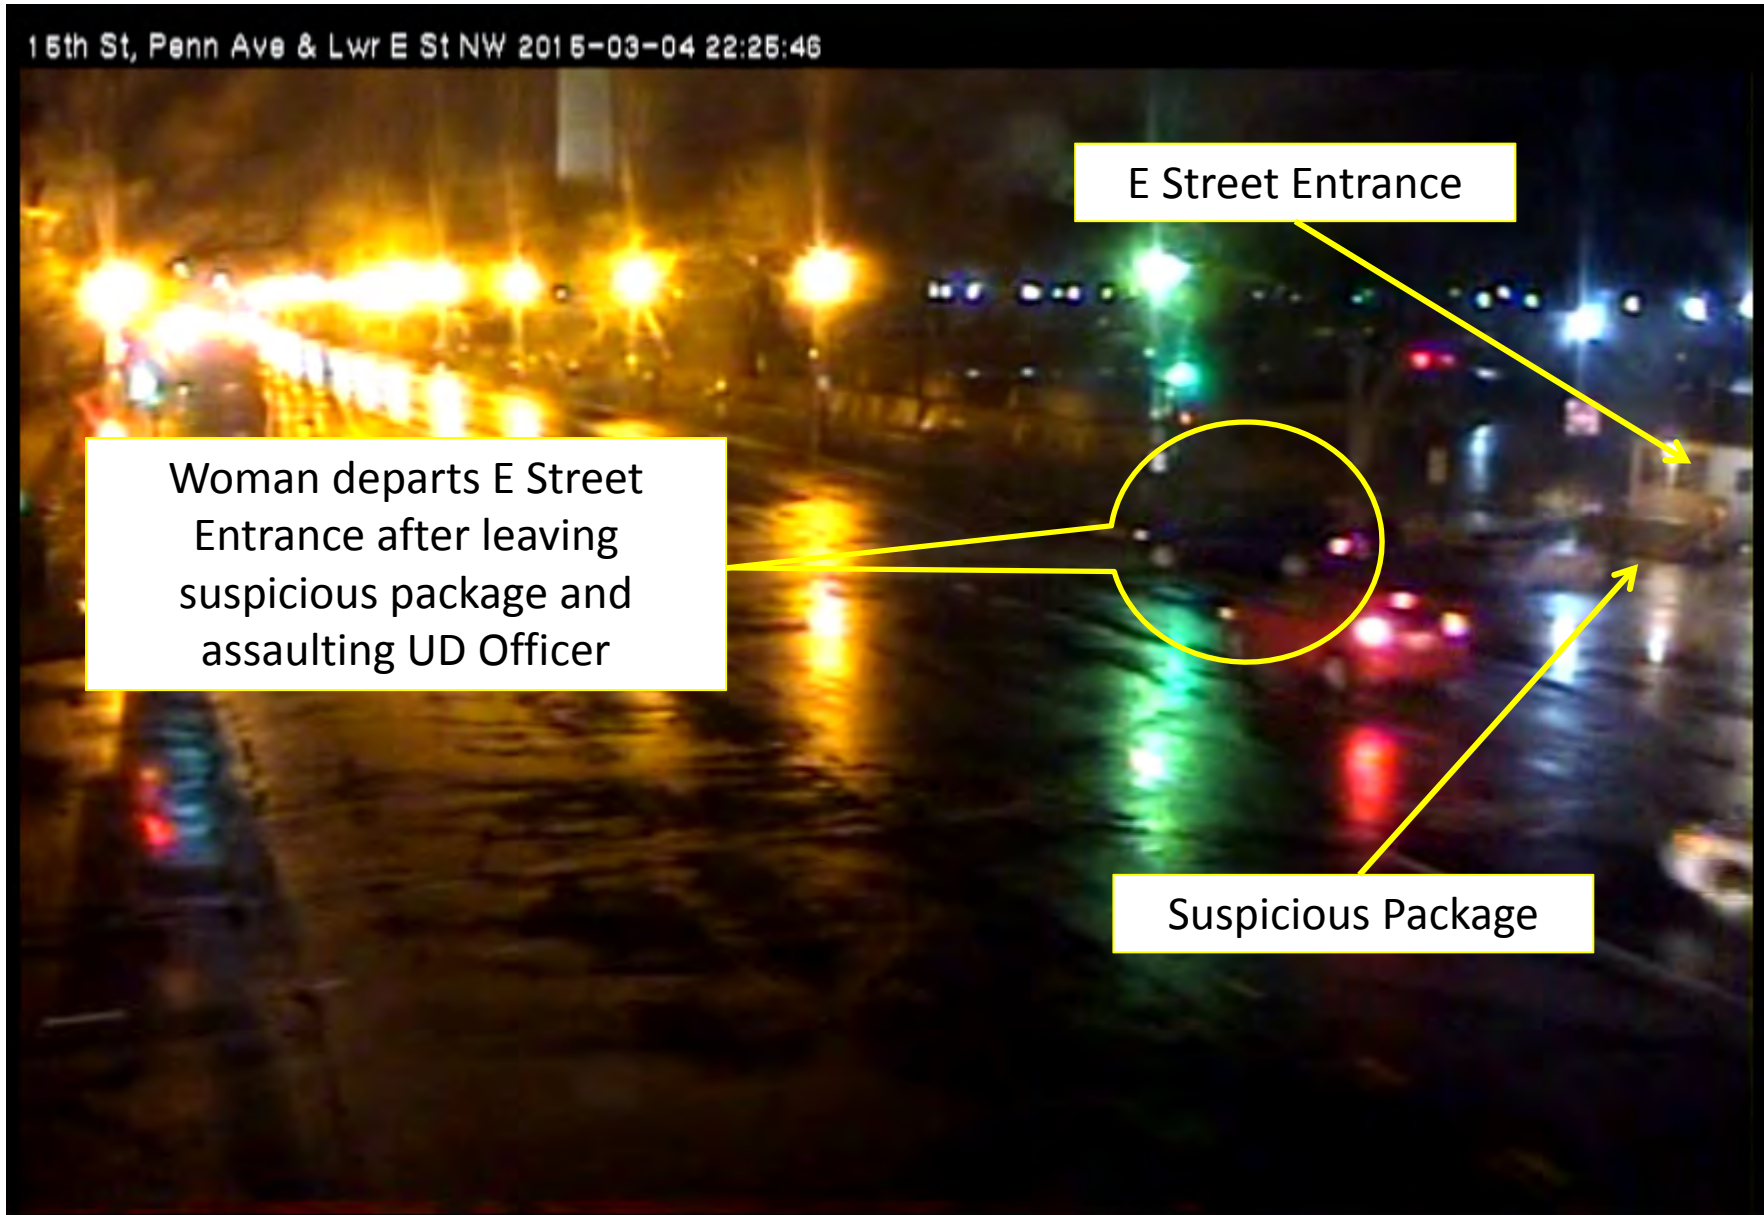 15th St, Penn Ave & Lwr E St NW 2015-03-04 22:25:46
E Street Entrance
Woman departs E Street
Entrance after leaving
suspicious package and
assaulting UD Officer
Suspicious Package